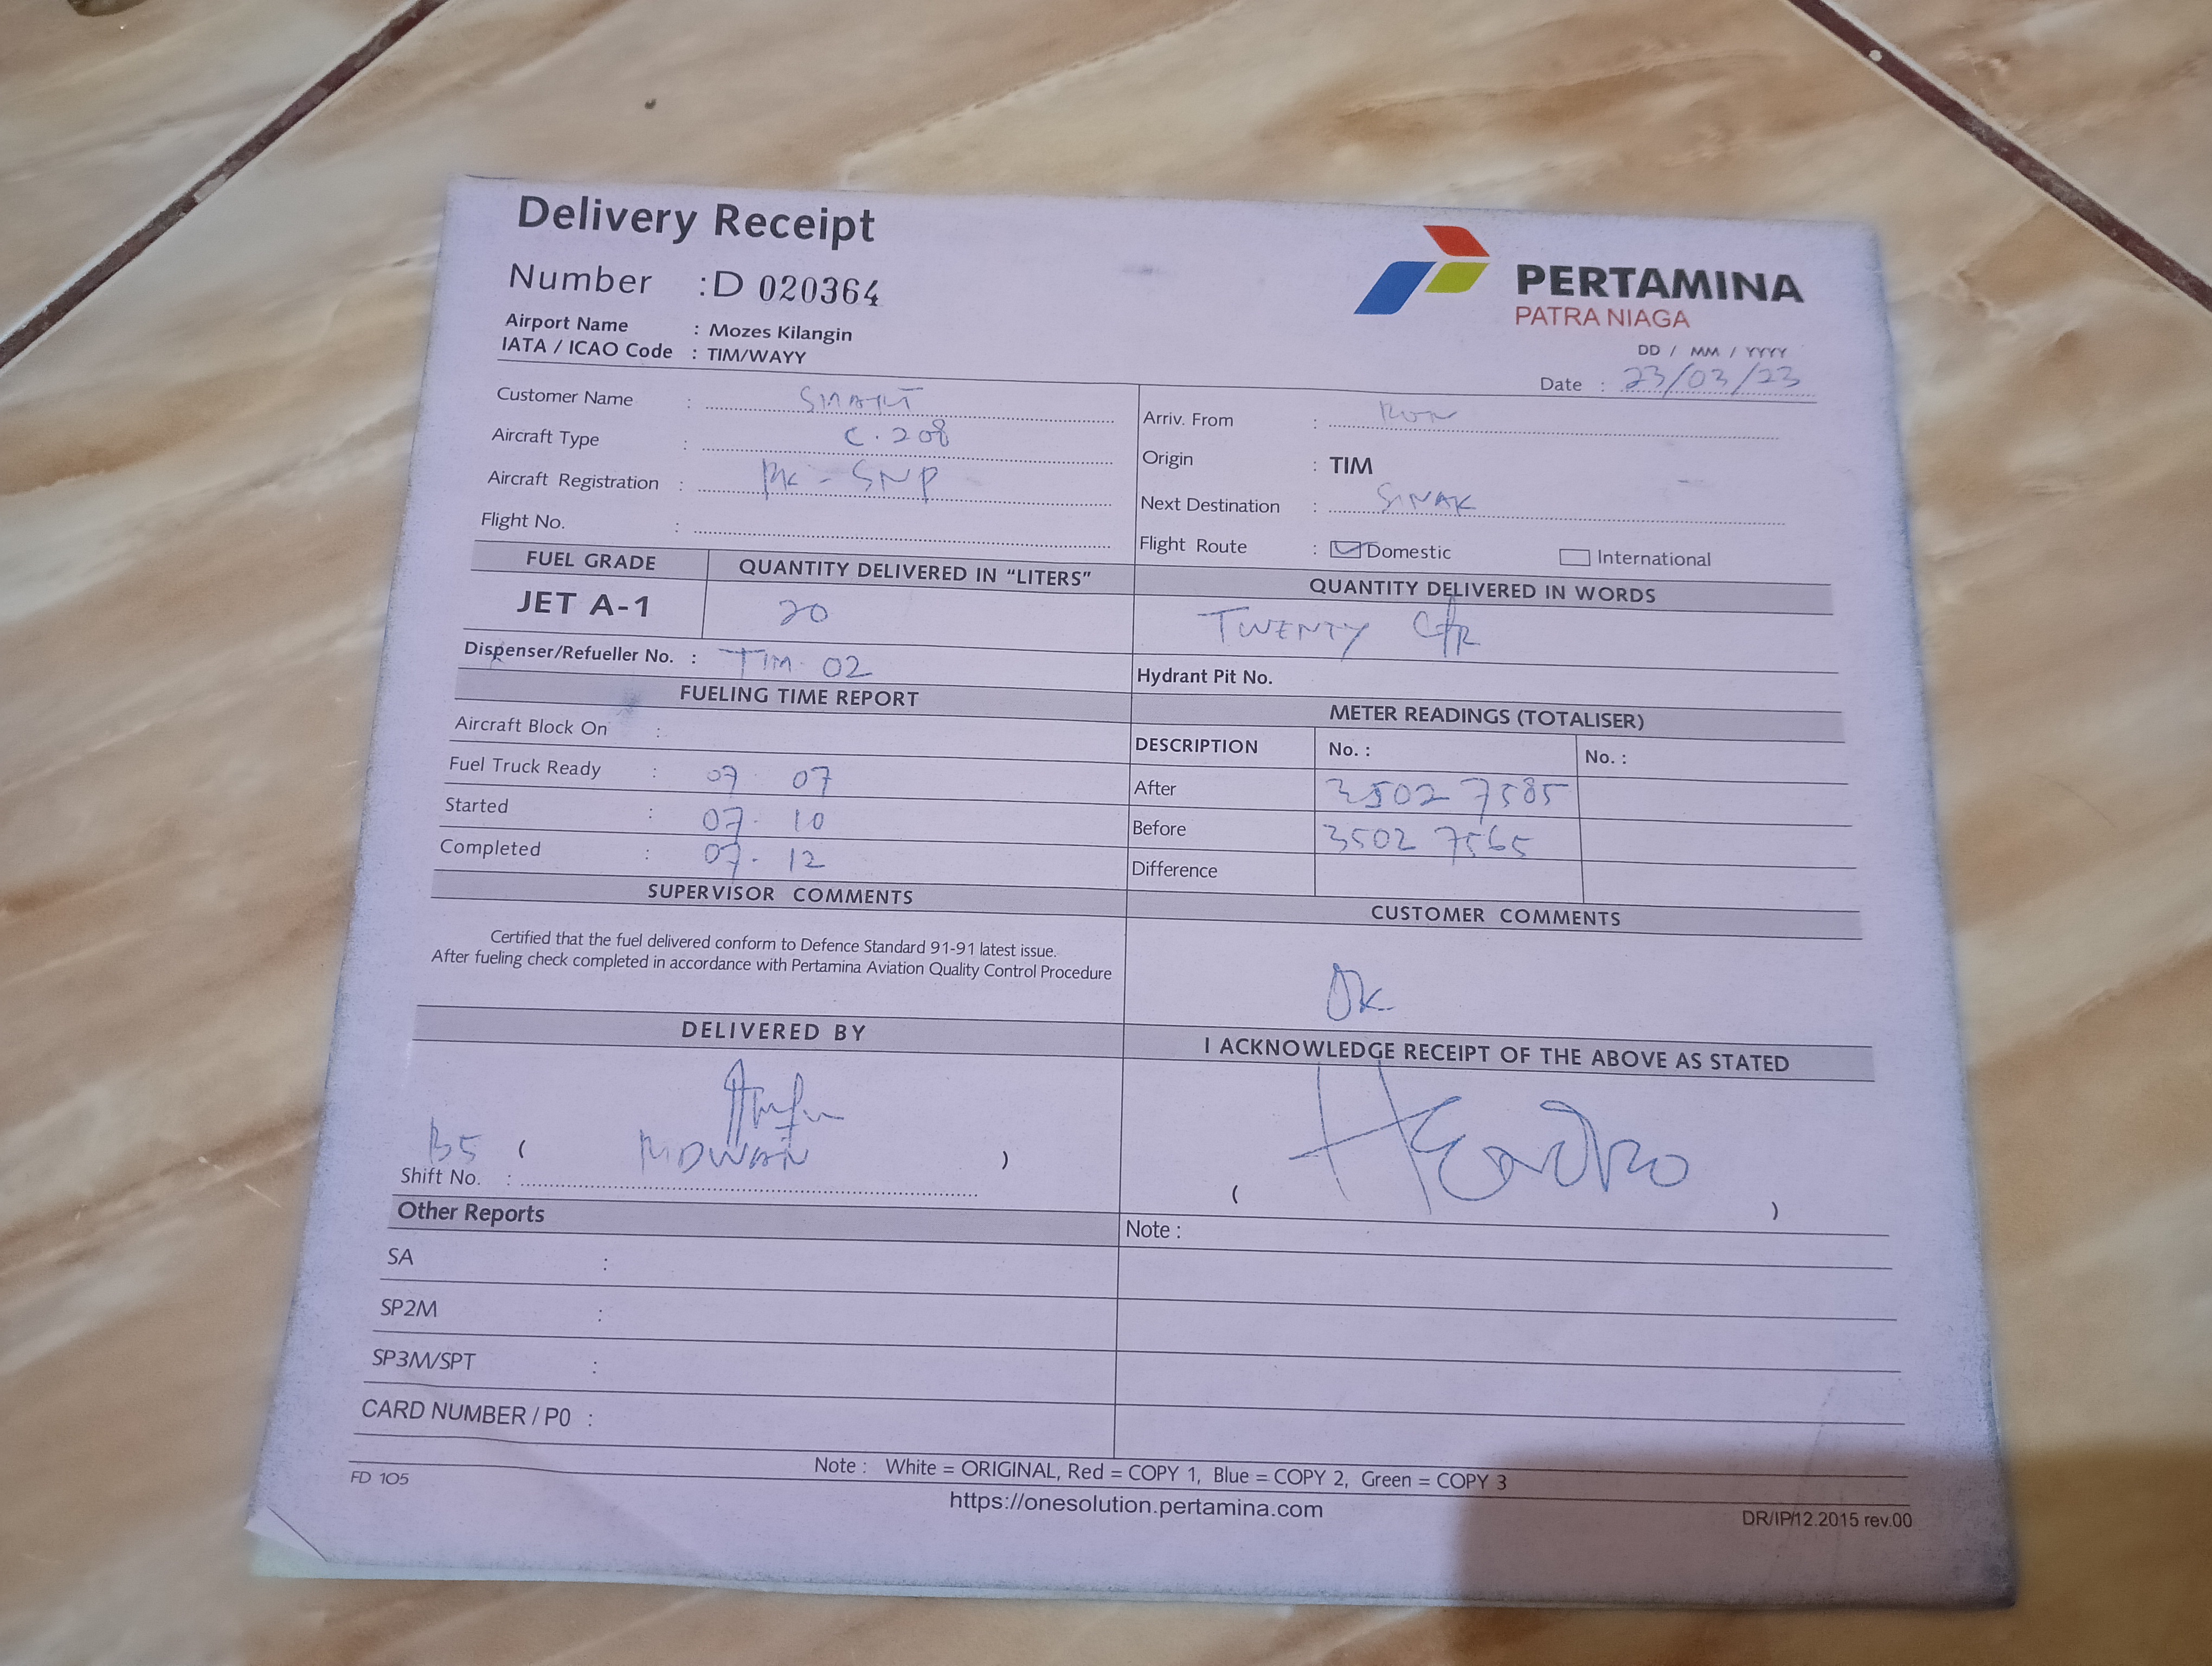 Delivery Receipt
Number : D 020364
PERTAMINA
PATRA NIAGA
Airport Name : Mozes Kilangin
IATA / ICAO Code : TIM/WAYY
DD / MM / YYYY
Date : 23/03/23
Customer Name : SMART
Aircraft Type : C.208
Aircraft Registration : PK-SNP
Flight No. :
Arriv. From : RON
Origin : TIM
Next Destination : SINAK
Flight Route : Domestic International
FUEL GRADE QUANTITY DELIVERED IN "LITERS" QUANTITY DELIVERED IN WORDS
JET A-1 20 TWENTY
Dispenser/Refueller No. : TIM 02
Hydrant Pit No.
FUELING TIME REPORT
Aircraft Block On :
Fuel Truck Ready : 07 07
Started : 07. 10
Completed : 07. 12
METER READINGS (TOTALISER)
DESCRIPTION No. : No. :
After 3502 7585
Before 3502 7565
Difference
SUPERVISOR COMMENTS
Certified that the fuel delivered conform to Defence Standard 91-91 latest issue.
After fueling check completed in accordance with Pertamina Aviation Quality Control Procedure
CUSTOMER COMMENTS
OK
DELIVERED BY
B5 ( )
Shift No. :
I ACKNOWLEDGE RECEIPT OF THE ABOVE AS STATED
Hendro
( )
Other Reports
SA :
SP2M :
SP3M/SPT :
CARD NUMBER / P0 :
Note :
Note : White = ORIGINAL, Red = COPY 1, Blue = COPY 2, Green = COPY 3
FD 105
https://onesolution.pertamina.com
DR/IP/12.2015 rev.00